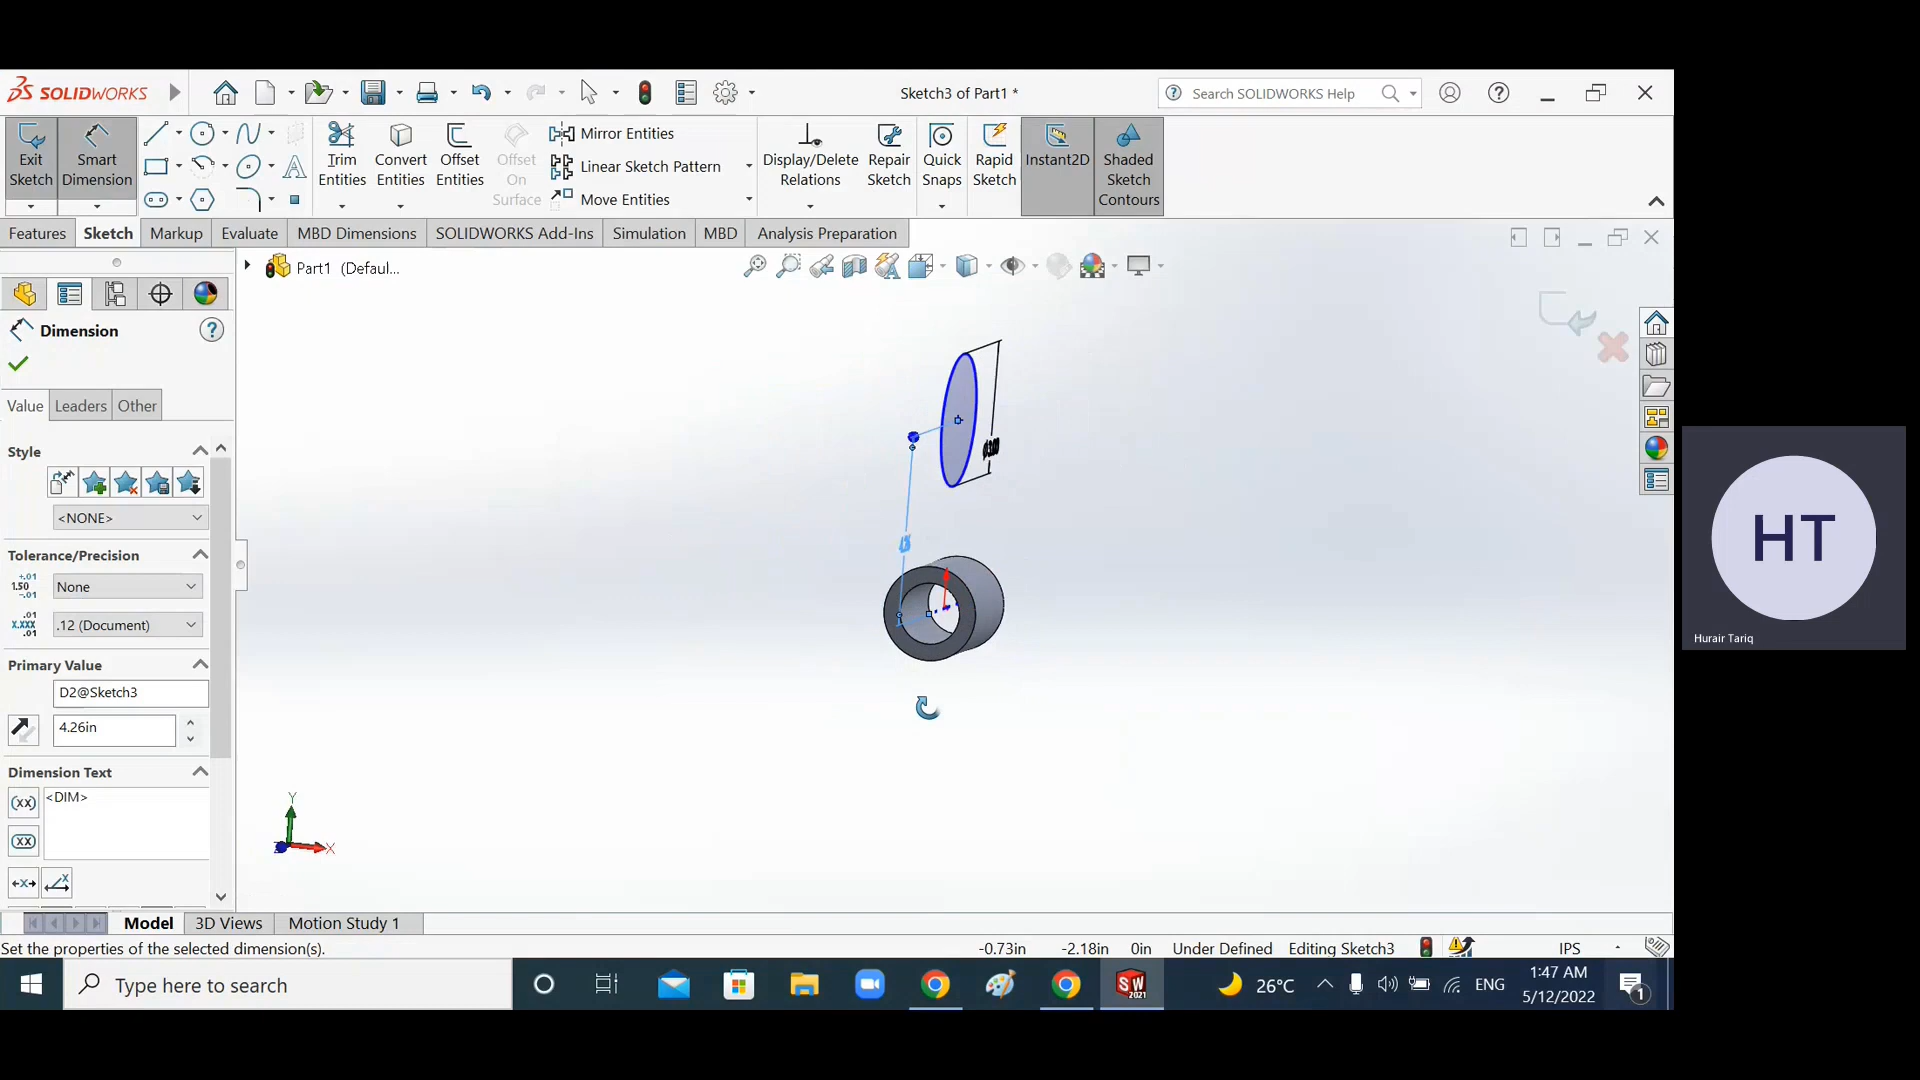 SOLIDWORKS
Sketch3 of Part1 *
Search SOLIDWORKS Help
Exit Sketch
Smart Dimension
Trim Entities
Convert Entities
Offset Entities
Offset On Surface
Mirror Entities
Linear Sketch Pattern
Move Entities
Display/Delete Relations
Repair Sketch
Quick Snaps
Rapid Sketch
Instant2D
Shaded Sketch Contours
Features
Sketch
Markup
Evaluate
MBD Dimensions
SOLIDWORKS Add-Ins
Simulation
MBD
Analysis Preparation
Part1 (Defaul...
Dimension
Value
Leaders
Other
Style
<NONE>
Tolerance/Precision
None
.12 (Document)
Primary Value
D2@Sketch3
4.26in
Dimension Text
<DIM>
Y
X
HT
Hurair Tariq
Model
3D Views
Motion Study 1
Set the properties of the selected dimension(s).
-0.73in
-2.18in
0in
Under Defined
Editing Sketch3
IPS
Type here to search
SW
2021
26°C
ENG
1:47 AM
5/12/2022
1